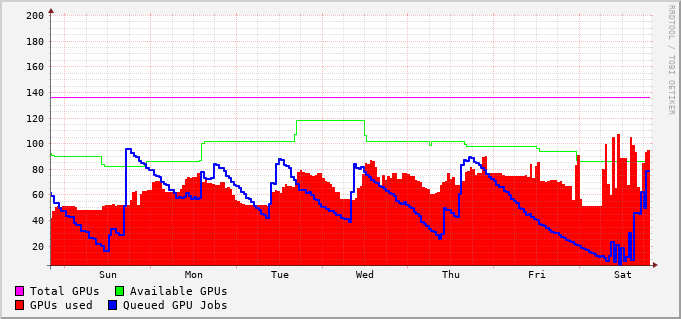 200
180
160
140
120
100
80
60
40
20
Sun Mon Tue Wed Thu Fri Sat
Total GPUs Available GPUs
GPUs used Queued GPU Jobs
RRDTOOL / TOBI OETIKER